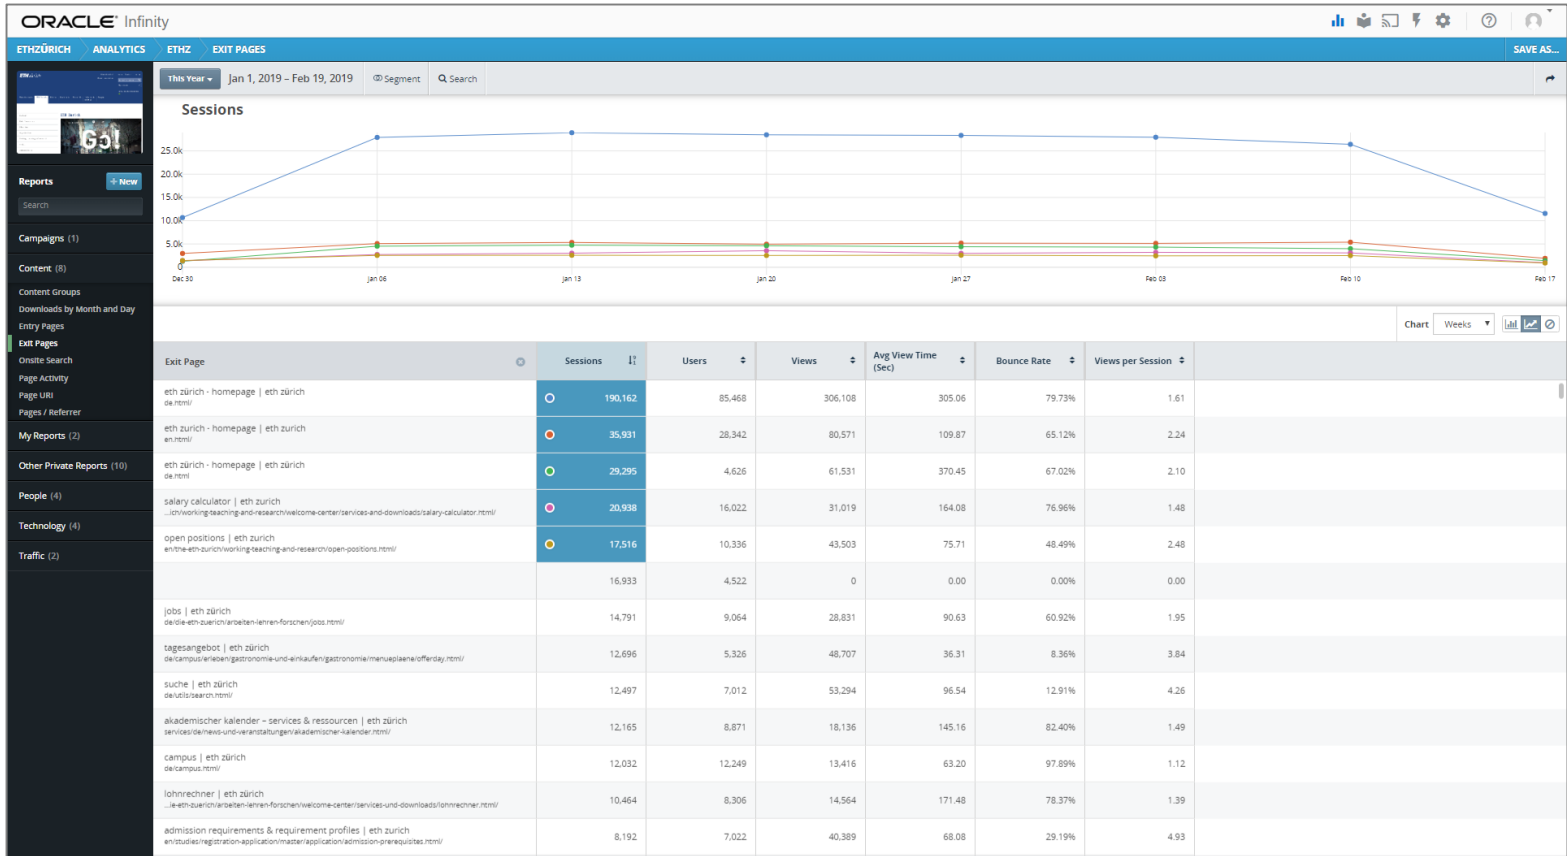 ORACLE Infinity
ETHZÜRICH ANALYTICS ETHZ EXIT PAGES SAVE AS...
This Year Jan 1, 2019 – Feb 19, 2019 Segment Search
Go!
Reports + New
Search
Campaigns (1)
Content (8)
Content Groups
Downloads by Month and Day
Entry Pages
Exit Pages
Onsite Search
Page Activity
Page URI
Pages / Referrer
My Reports (2)
Other Private Reports (10)
People (4)
Technology (4)
Traffic (2)
Sessions
25.0k
20.0k
15.0k
10.0k
5.0k
0
Dec 30 Jan 06 Jan 13 Jan 20 Jan 27 Feb 03 Feb 10 Feb 17
Chart Weeks
Exit Page Sessions Users Views Avg View Time (Sec) Bounce Rate Views per Session
eth zürich - homepage | eth zürich
de.html/
190,162 85,468 306,108 305.06 79.73% 1.61
eth zurich - homepage | eth zurich
en.html/
35,931 28,342 80,571 109.87 65.12% 2.24
eth zürich - homepage | eth zürich
de.html
29,295 4,626 61,531 370.45 67.02% 2.10
salary calculator | eth zurich
...ich/working-teaching-and-research/welcome-center/services-and-downloads/salary-calculator.html/
20,938 16,022 31,019 164.08 76.96% 1.48
open positions | eth zurich
en/the-eth-zurich/working-teaching-and-research/open-positions.html/
17,516 10,336 43,503 75.71 48.49% 2.48
16,933 4,522 0 0.00 0.00% 0.00
jobs | eth zürich
de/die-eth-zuerich/arbeiten-lehren-forschen/jobs.html/
14,791 9,064 28,831 90.63 60.92% 1.95
tagesangebot | eth zürich
de/campus/erleben/gastronomie-und-einkaufen/gastronomie/menueplaene/offerday.html/
12,696 5,326 48,707 36.31 8.36% 3.84
suche | eth zürich
de/utils/search.html/
12,497 7,012 53,294 96.54 12.91% 4.26
akademischer kalender – services & ressourcen | eth zürich
services/de/news-und-veranstaltungen/akademischer-kalender.html/
12,165 8,871 18,136 145.16 82.40% 1.49
campus | eth zürich
de/campus.html/
12,032 12,249 13,416 63.20 97.89% 1.12
lohnrechner | eth zürich
...ie-eth-zuerich/arbeiten-lehren-forschen/welcome-center/services-und-downloads/lohnrechner.html/
10,464 8,306 14,564 171.48 78.37% 1.39
admission requirements & requirement profiles | eth zurich
en/studies/registration-application/master/application/admission-prerequisites.html/
8,192 7,022 40,389 68.08 29.19% 4.93